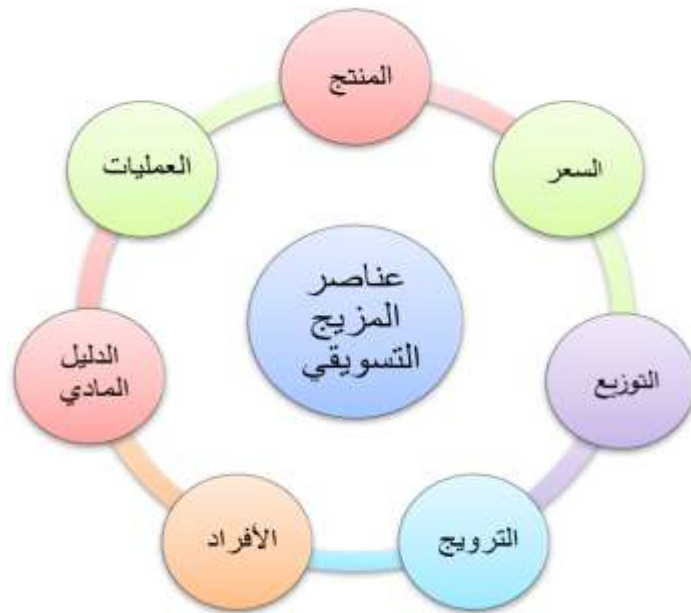 عناصر
المزيج
التسويقي
المنتج
السعر
التوزيع
الترويج
الأفراد
الدليل
المادي
العمليات